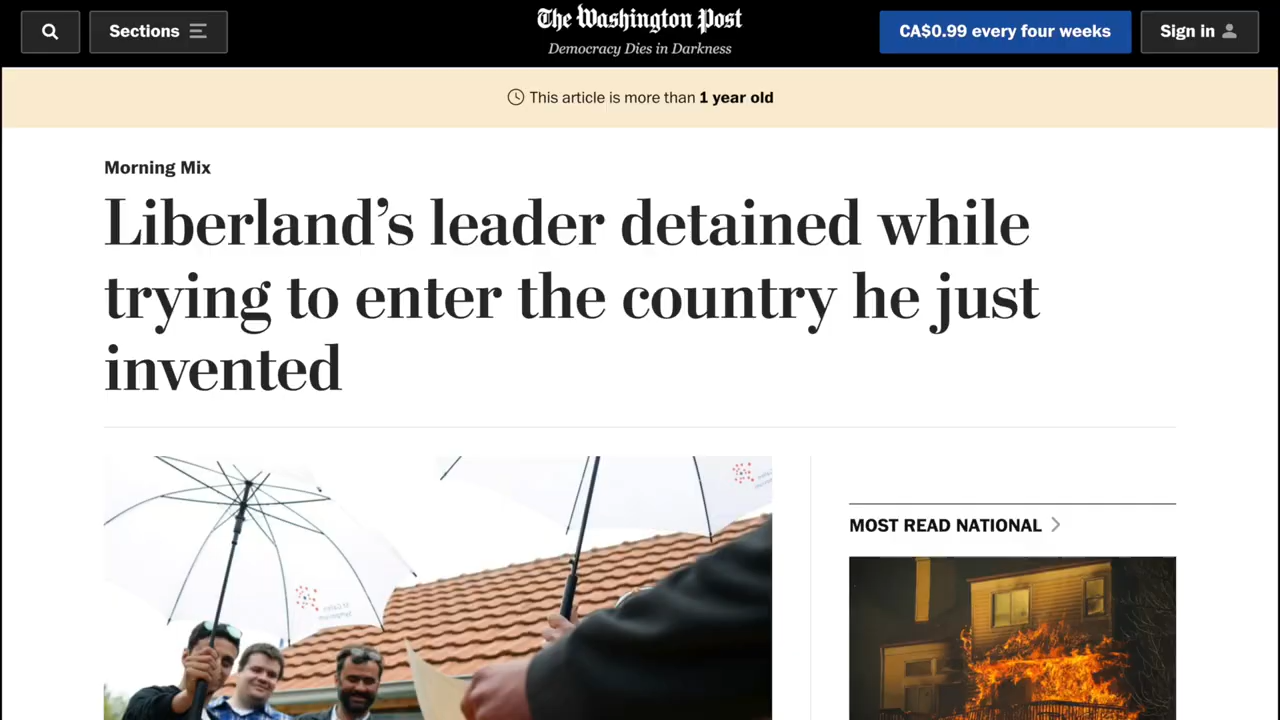 Sections
The Washington Post
Democracy Dies in Darkness
CA$0.99 every four weeks
Sign in
This article is more than 1 year old
Morning Mix
Liberland’s leader detained while
trying to enter the country he just
invented
MOST READ NATIONAL